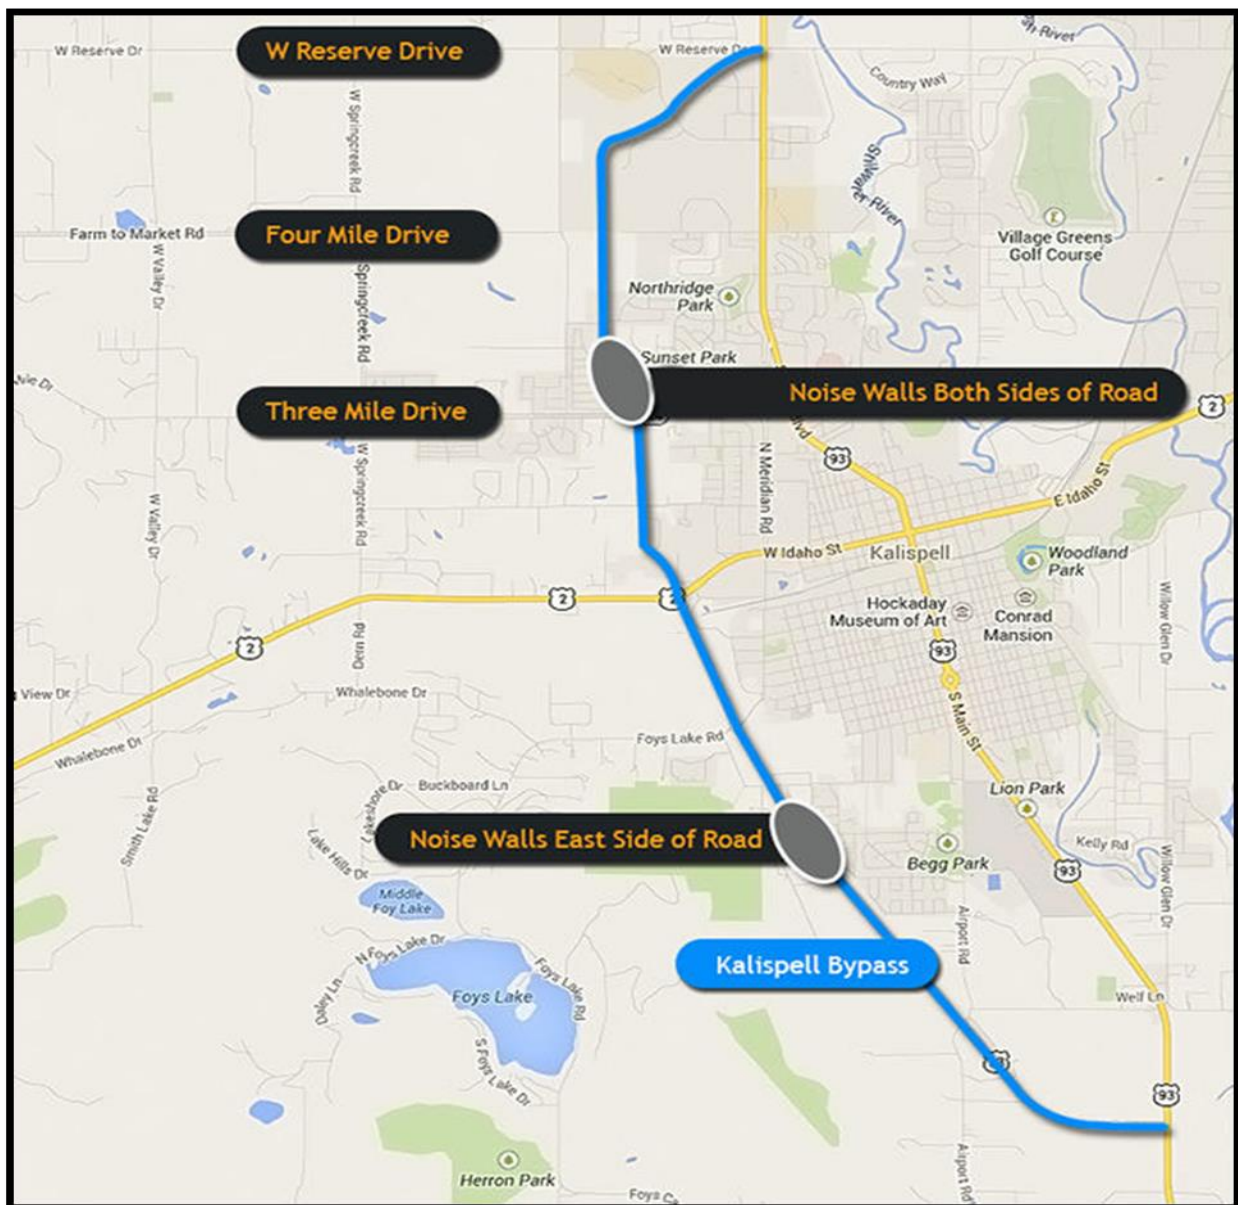 W Reserve Drive
W Reserve Dr
W Reserve Dr
Country Way
W Springcreek Rd
Stillwater River
Farm to Market Rd
Four Mile Drive
Village Greens
Golf Course
W Valley Dr
Springcreek Rd
Northridge
Park
Sunset Park
Noise Walls Both Sides of Road
Three Mile Drive
2
93
N Meridian Rd
W Springcreek Rd
W Valley Dr
E Idaho St
W Idaho St
Kalispell
Woodland
Park
2
2
Hockaday
Museum of Art
Conrad
Mansion
Willow Glen Dr
2
93
Dern Rd
View Dr
Whalebone Dr
S Main St
Foys Lake Rd
Whalebone Dr
Buckboard Ln
Lakeshore Dr
Lion Park
Smith Lake Rd
Noise Walls East Side of Road
Lake Hills Dr
Kelly Rd
Begg Park
93
Willow Glen Dr
Middle
Foy Lake
Airport Rd
N Foys Lake Dr
Kalispell Bypass
Foys Lake Rd
Daley Ln
Foys Lake
Welf Ln
S Foys Lake Dr
93
Herron Park
Airport Rd
Foys